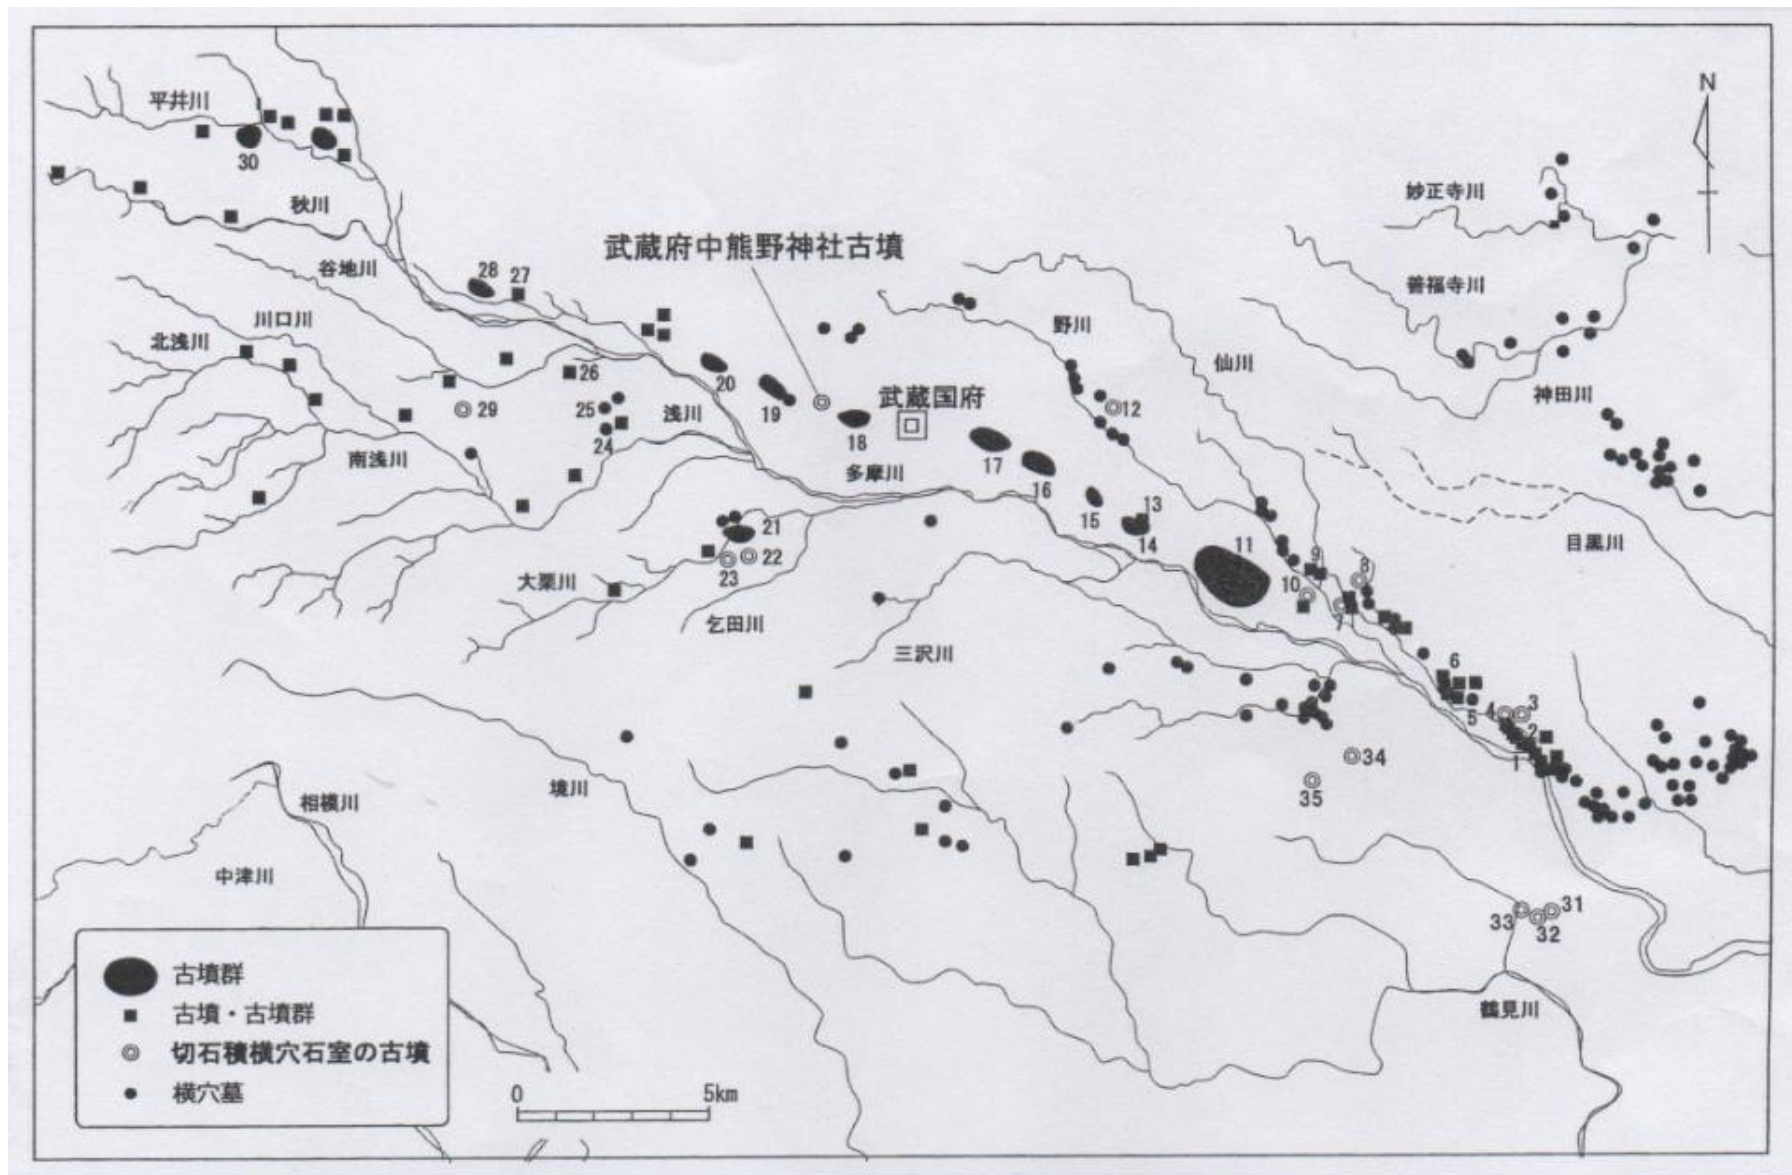 N
平井川
30
秋川
妙正寺川
谷地川
28
27
武蔵府中熊野神社古墳
善福寺川
川口川
北浅川
野川
仙川
26
20
19
18
武蔵国府
12
神田川
29
25
24
浅川
南浅川
多摩川
17
16
15
13
14
21
22
23
大栗川
11
目黒川
9
8
10
7
乞田川
三沢川
6
5
4
3
2
1
34
35
境川
相模川
中津川
33
32
31
鶴見川
古墳群
古墳・古墳群
切石積横穴石室の古墳
横穴墓
0
5km